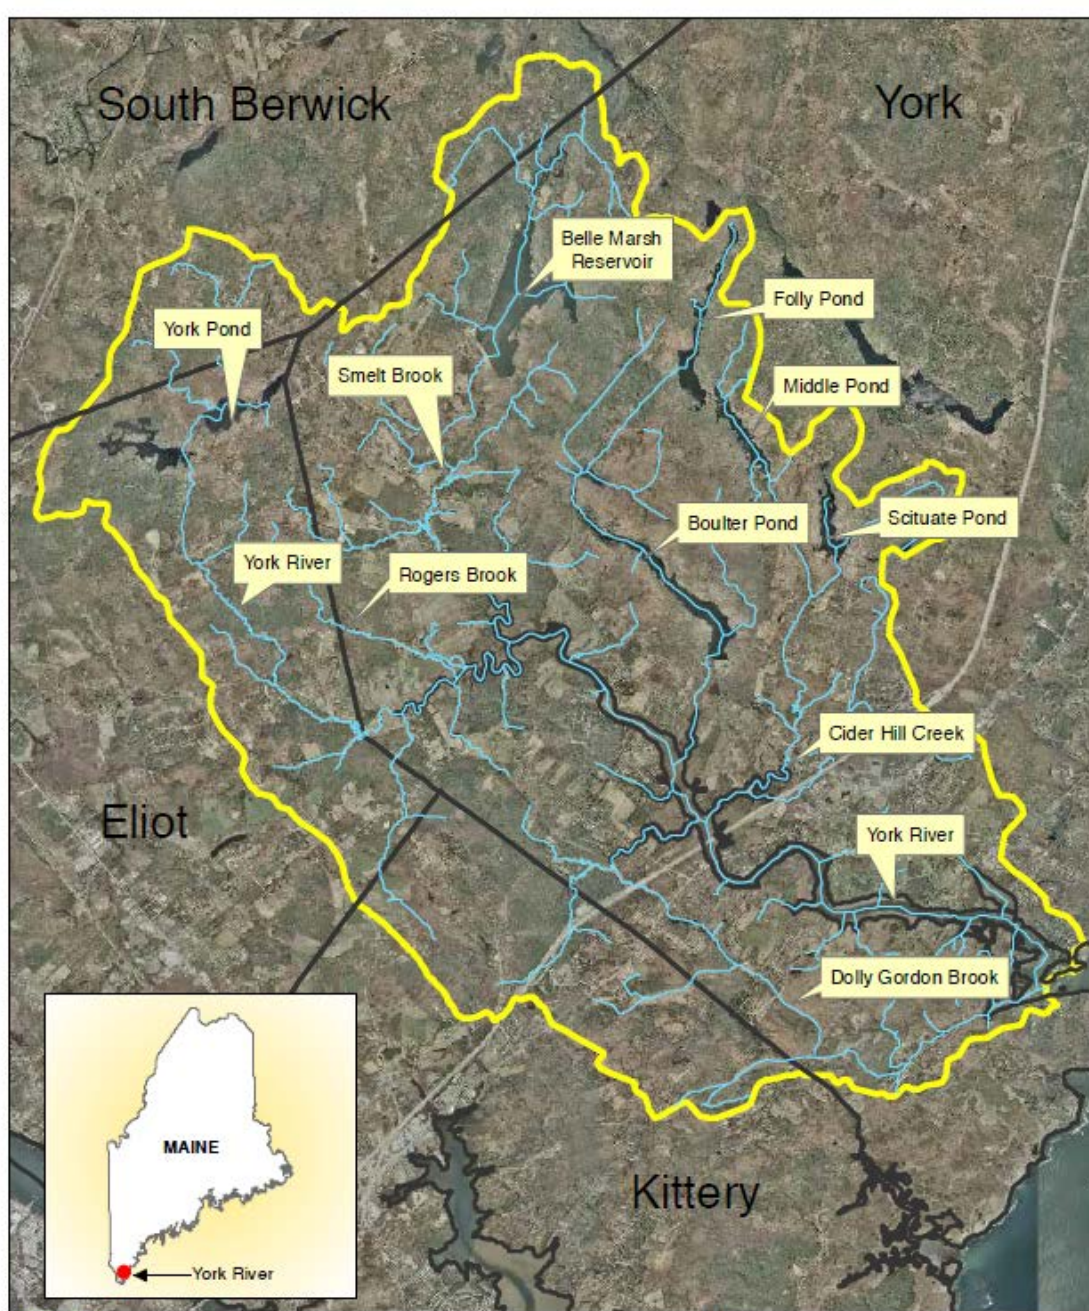 South Berwick
York
Belle Marsh
Reservoir
Folly Pond
York Pond
Smelt Brook
Middle Pond
Boulter Pond
Scituate Pond
York River
Rogers Brook
Cider Hill Creek
Eliot
York River
Dolly Gordon Brook
MAINE
Kittery
York River